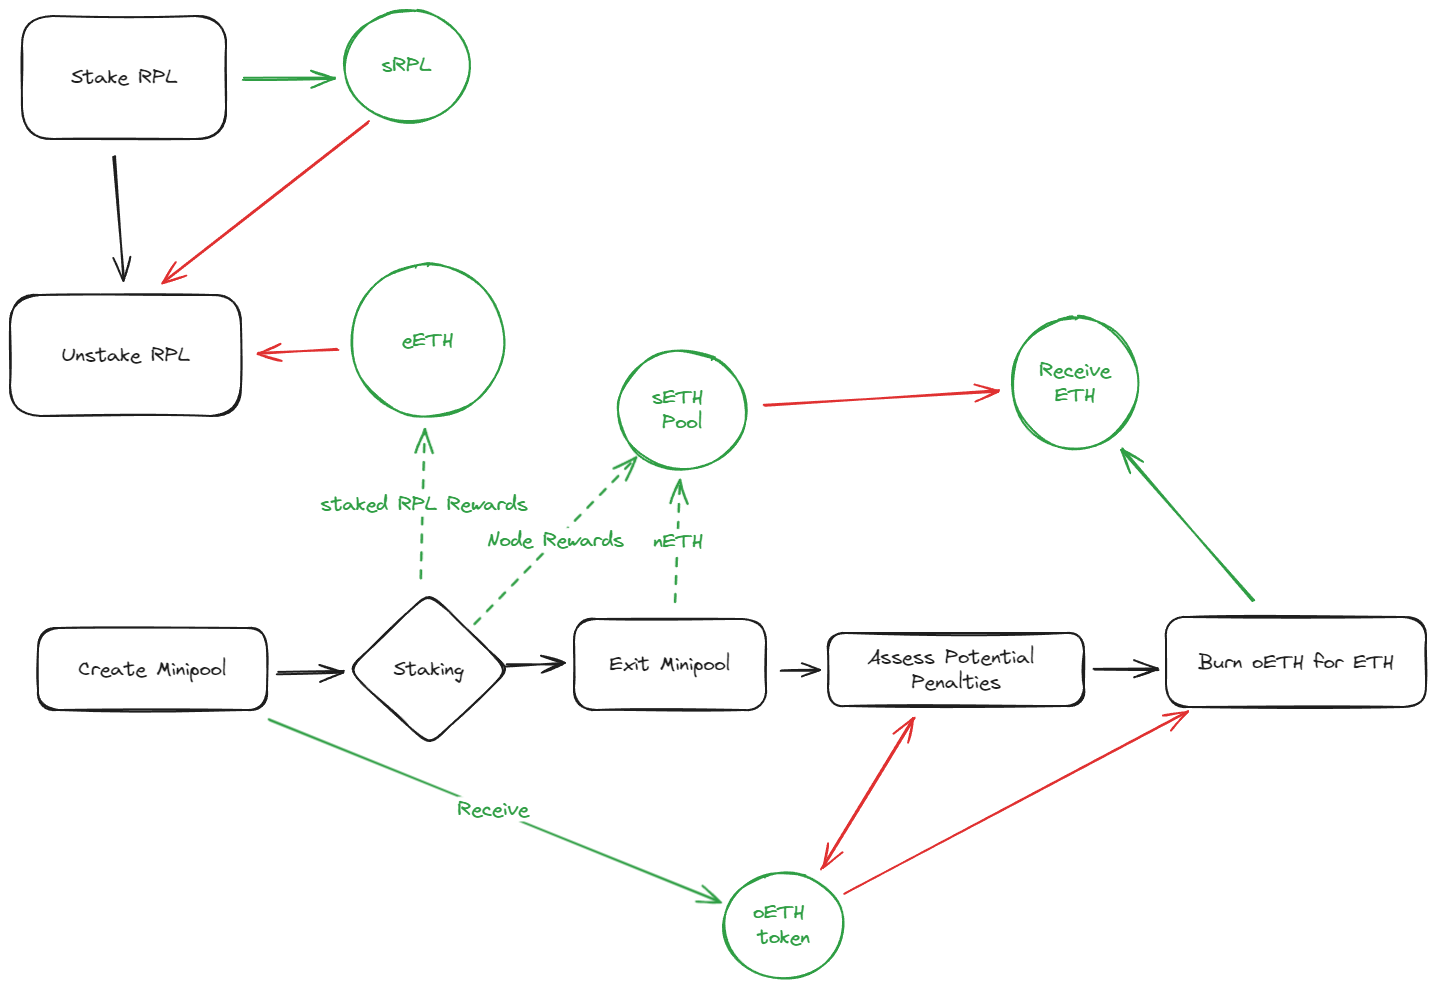 Stake RPL
sRPL
Unstake RPL
eETH
sETH
Pool
Receive
ETH
staked RPL Rewards
Node Rewards
nETH
Create Minipool
Staking
Exit Minipool
Assess Potential
Penalties
Burn oETH for ETH
Receive
oETH
token